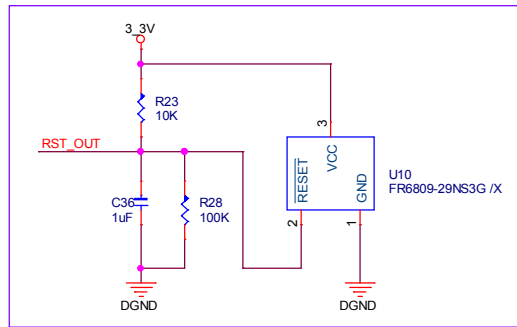 3_3V
R23
10K
RST_OUT
C36
1uF
R28
100K
3
VCC
RESET
GND
U10
FR6809-29NS3G /X
2
1
DGND
DGND